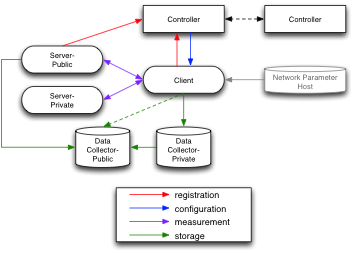 Controller
Controller
Server-
Public
Client
Network Parameter
Host
Server-
Private
Data
Collector-
Public
Data
Collector-
Private
registration
configuration
measurement
storage